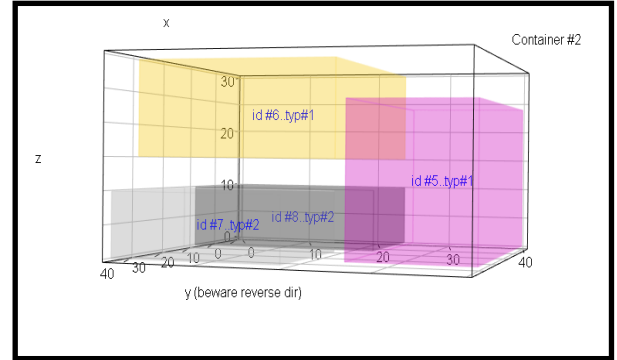 x
Container #2
30
id #6..typ#1
20
z
10
id #5..typ#1
id #8..typ#2
id #7..typ#2
0
0
0
10
10
20
20
30
30
40
40
y (beware reverse dir)